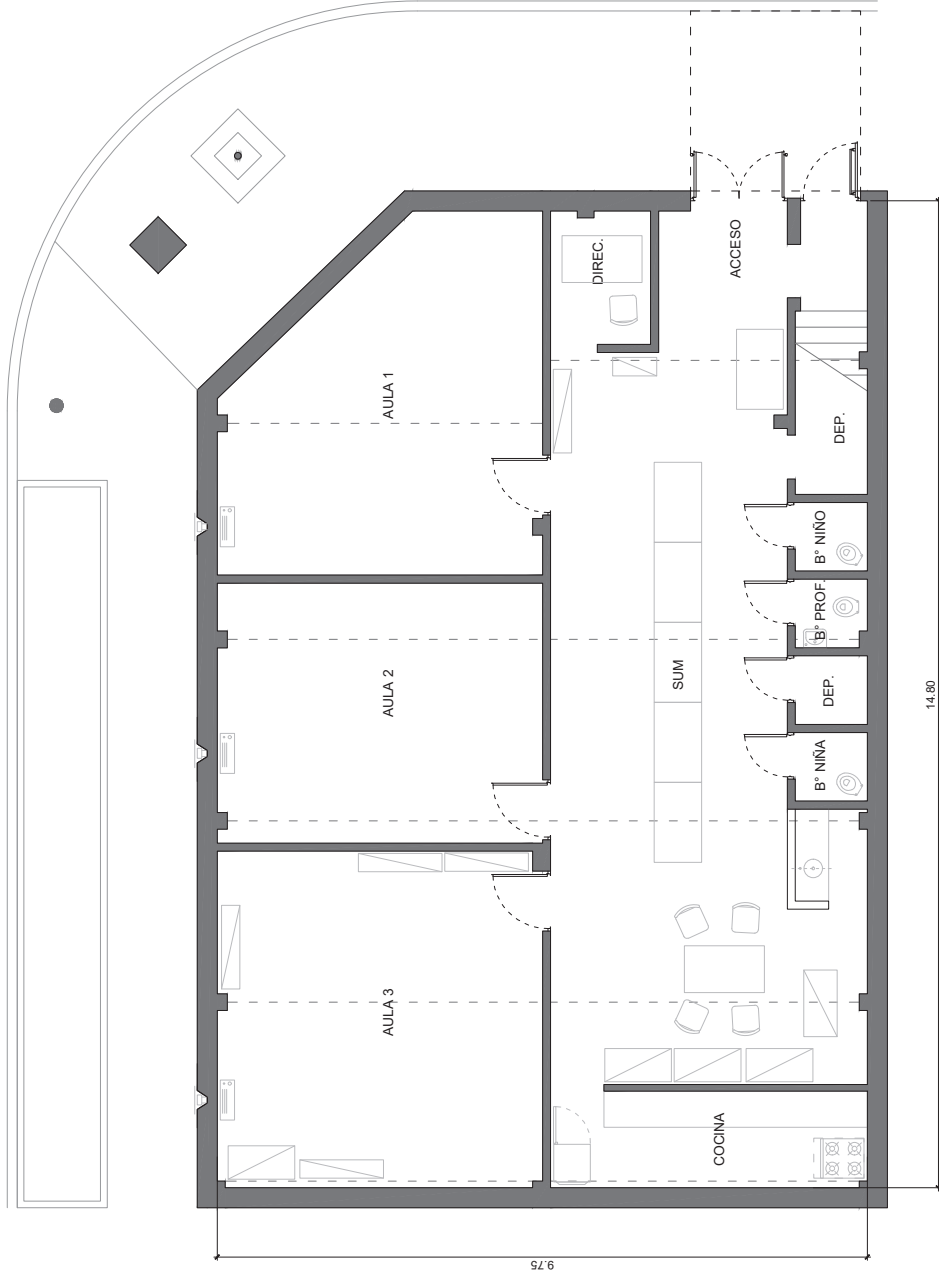 AULA 1
AULA 2
AULA 3
DIREC.
ACCESO
SUM
DEP.
B° NIÑO
B° PROF.
DEP.
B° NIÑA
COCINA
14.80
9.75